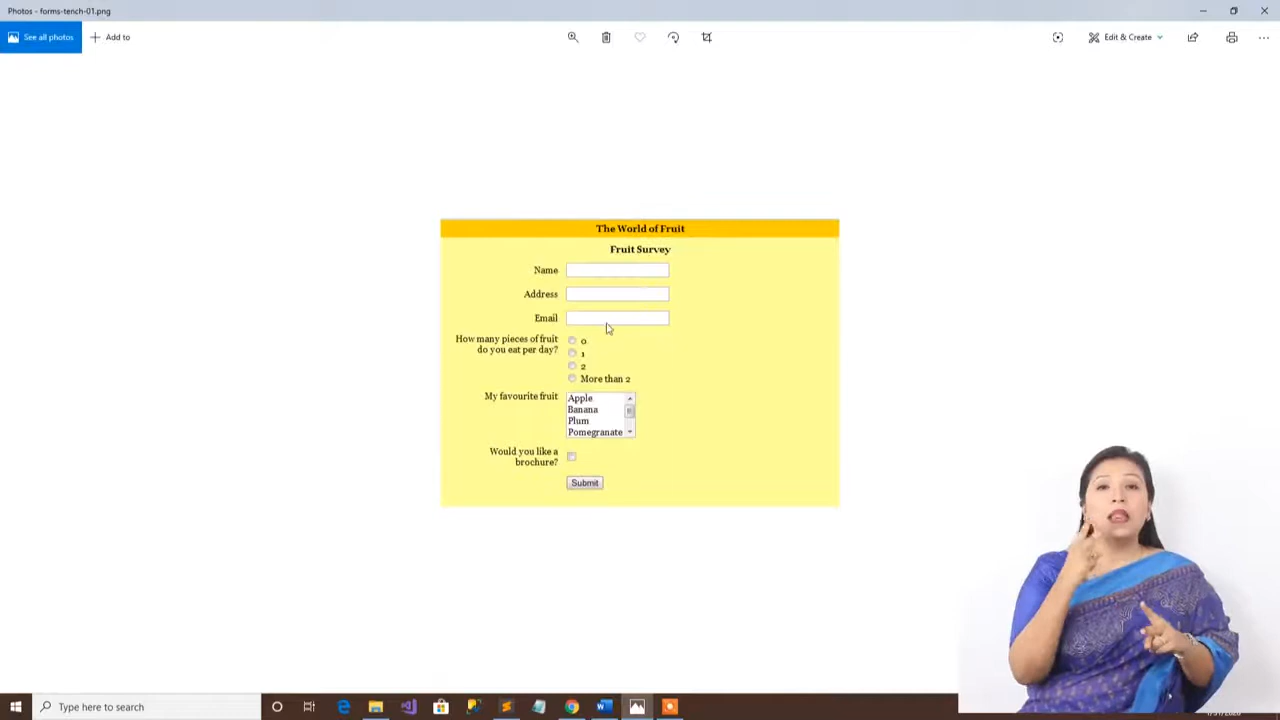 Photos - forms-tench-01.png
See all photos
Add to
Edit & Create
The World of Fruit
Fruit Survey
Name
Address
Email
How many pieces of fruit
do you eat per day?
0
1
2
More than 2
My favourite fruit
Apple
Banana
Plum
Pomegranate
Would you like a
brochure?
Submit
Type here to search